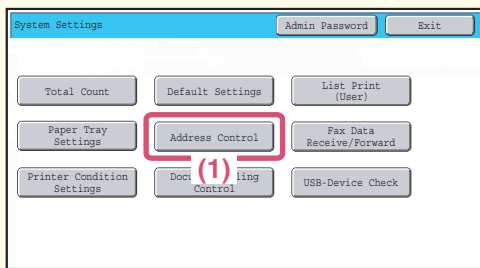 System Settings
Admin Password
Exit
Total Count
Default Settings
List Print
(User)
Paper Tray
Settings
Address Control
Fax Data
Receive/Forward
Printer Condition
Settings
(1)
Control
USB-Device Check